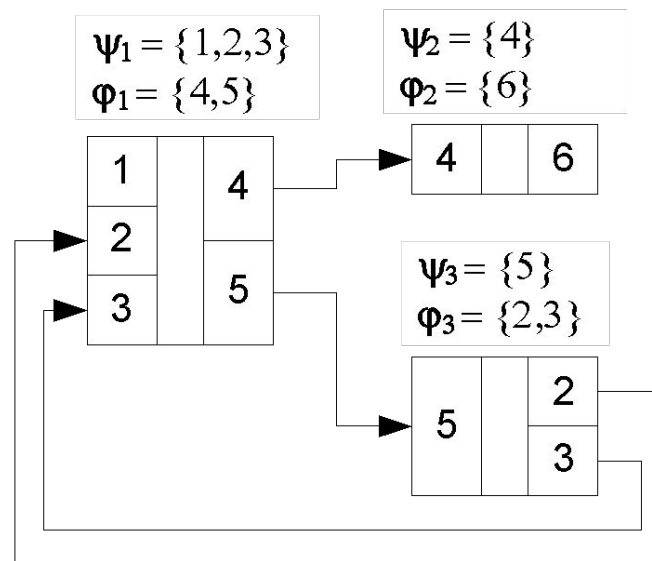 ψ1 = {1,2,3}
φ1 = {4,5}
ψ2 = {4}
φ2 = {6}
1
2
3
4
5
4
6
ψ3 = {5}
φ3 = {2,3}
5
2
3